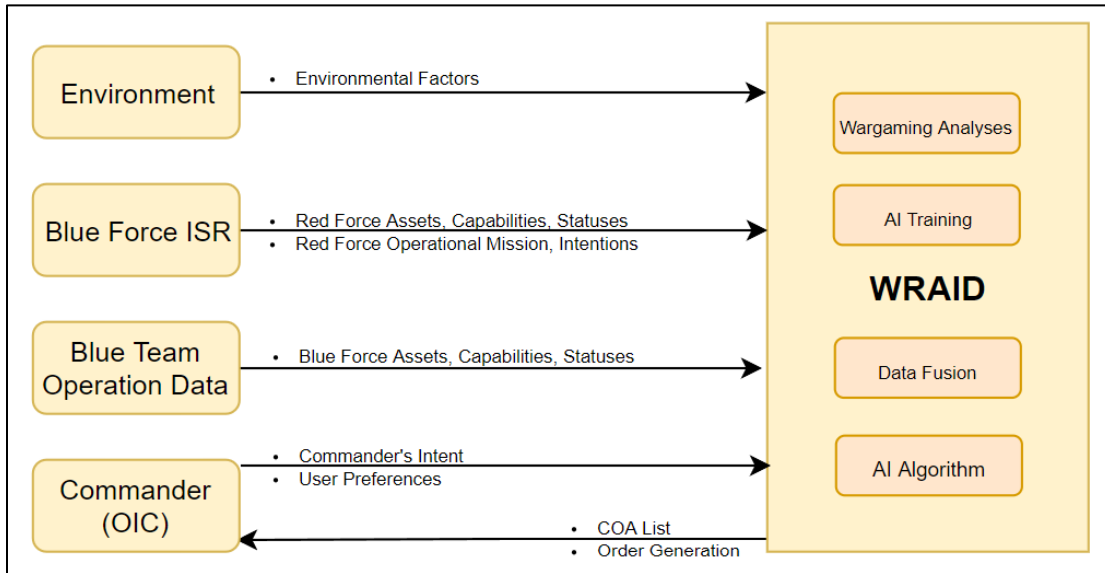 Environment
• Environmental Factors
Blue Force ISR
• Red Force Assets, Capabilities, Statuses
• Red Force Operational Mission, Intentions
Blue Team
Operation Data
• Blue Force Assets, Capabilities, Statuses
Commander
(OIC)
• Commander's Intent
• User Preferences
• COA List
• Order Generation
Wargaming Analyses
AI Training
WRAID
Data Fusion
AI Algorithm